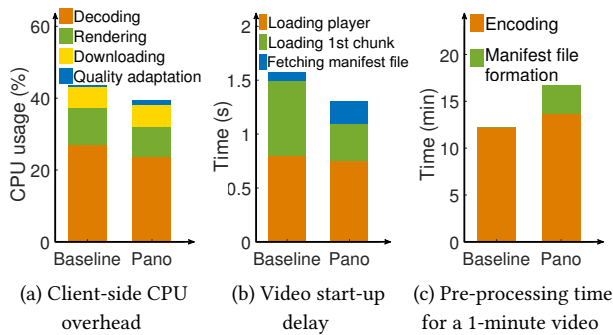 60
40
20
0
CPU usage (%)
Decoding
Rendering
Downloading
Quality adaptation
Baseline Pano
(a) Client-side CPU
overhead
2
1.5
1
0.5
0
Time (s)
Loading player
Loading 1st chunk
Fetching manifest file
Baseline Pano
(b) Video start-up
delay
20
15
10
5
0
Time (min)
Encoding
Manifest file
formation
Baseline Pano
(c) Pre-processing time
for a 1-minute video